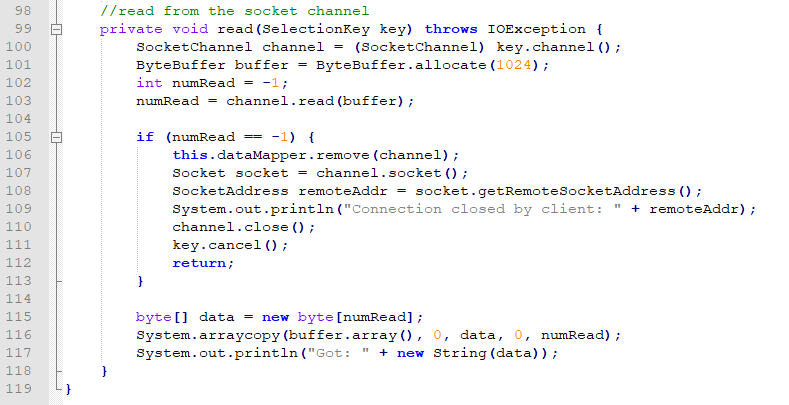 98 //read from the socket channel
99 private void read(SelectionKey key) throws IOException {
100 SocketChannel channel = (SocketChannel) key.channel();
101 ByteBuffer buffer = ByteBuffer.allocate(1024);
102 int numRead = -1;
103 numRead = channel.read(buffer);
104
105 if (numRead == -1) {
106 this.dataMapper.remove(channel);
107 Socket socket = channel.socket();
108 SocketAddress remoteAddr = socket.getRemoteSocketAddress();
109 System.out.println("Connection closed by client: " + remoteAddr);
110 channel.close();
111 key.cancel();
112 return;
113 }
114
115 byte[] data = new byte[numRead];
116 System.arraycopy(buffer.array(), 0, data, 0, numRead);
117 System.out.println("Got: " + new String(data));
118 }
119 }